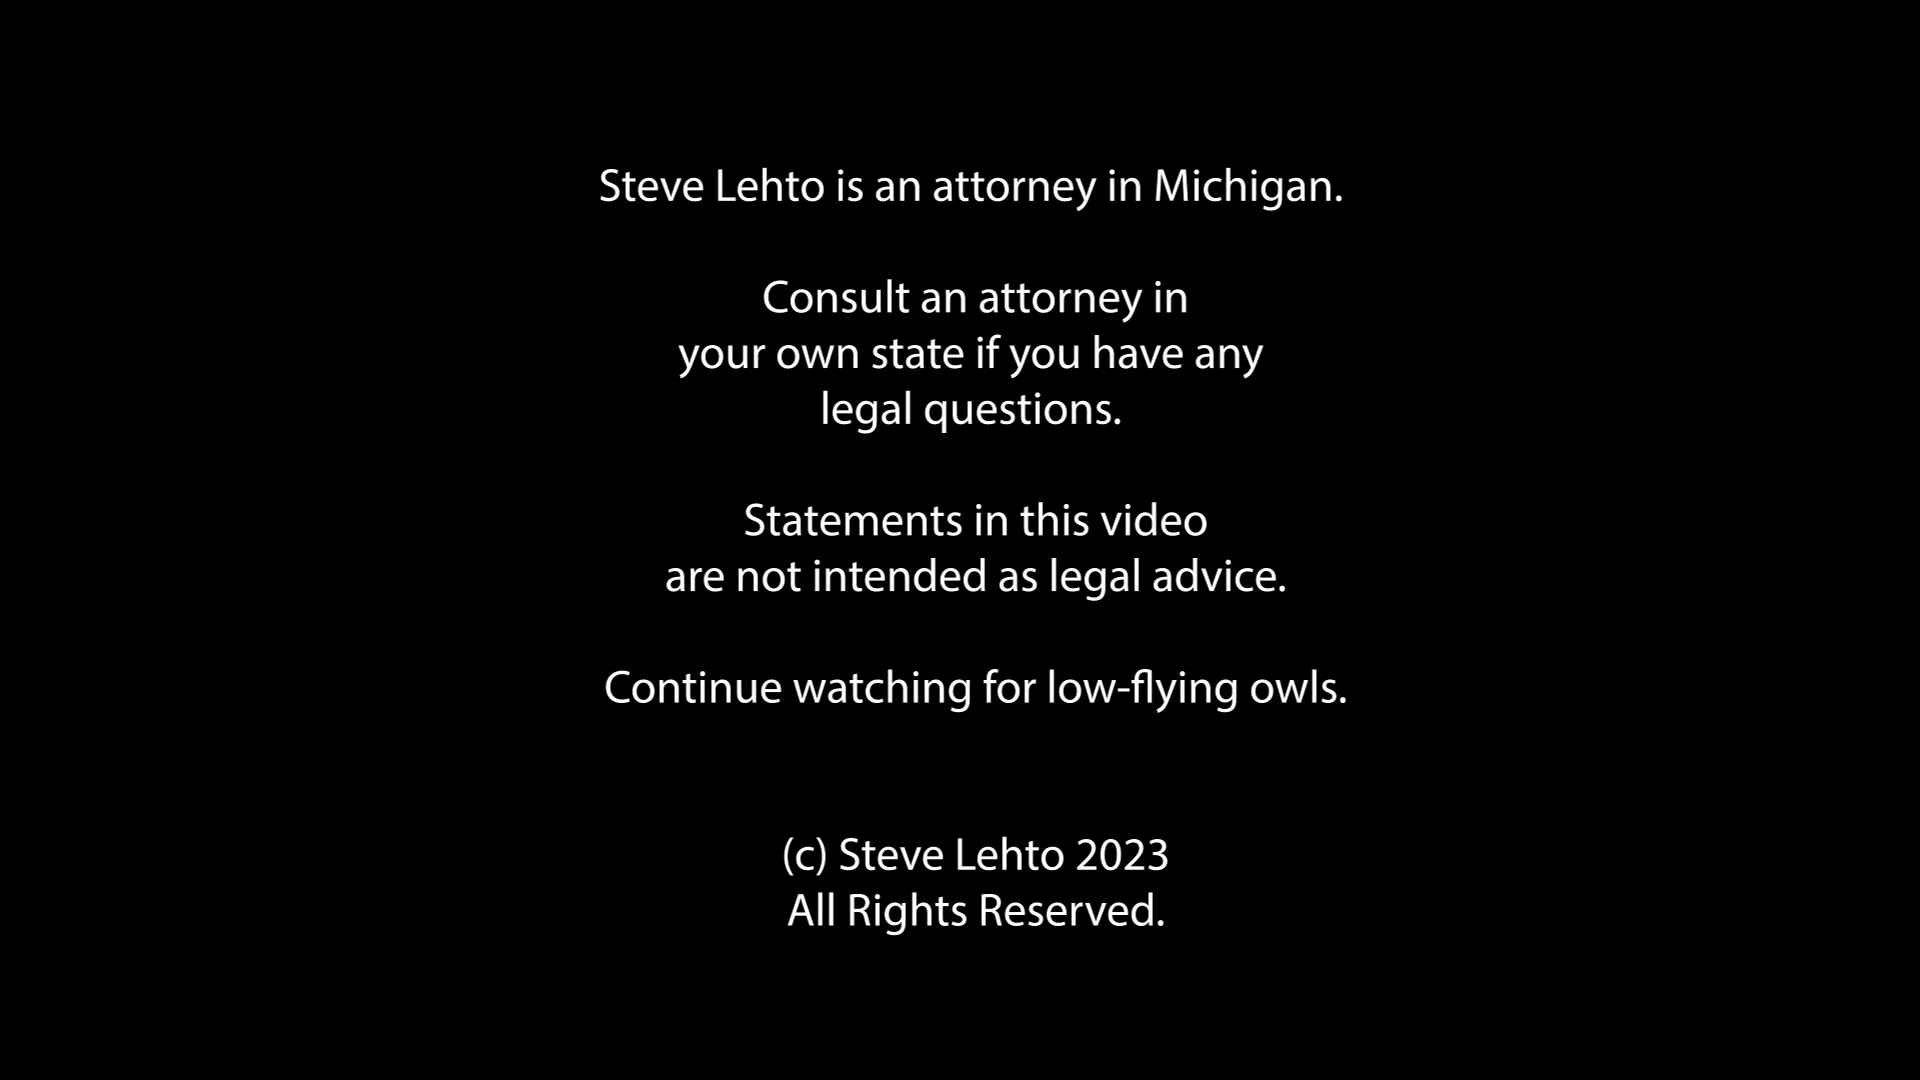 Steve Lehto is an attorney in Michigan.
Consult an attorney in
your own state if you have any
legal questions.
Statements in this video
are not intended as legal advice.
Continue watching for low-flying owls.
(c) Steve Lehto 2023
All Rights Reserved.